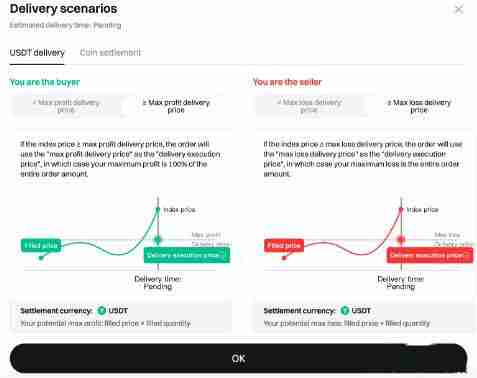 Delivery scenarios
Estimated delivery time: Pending
USDT delivery
Coin settlement
You are the buyer
< Max profit delivery
price
≥ Max profit delivery
price
If the index price ≥ max profit delivery price, the order will
use the "max profit delivery price" as the "delivery execution
price", in which case your maximum profit is 100% of the
entire order amount.
Index price
Filled price
Max profit
Delivery price
Delivery execution price
Delivery time:
Pending
Settlement currency: USDT
Your potential max profit: filled price × filled quantity
You are the seller
< Max loss delivery
price
≥ Max loss delivery
price
If the index price ≥ max loss delivery price, the order will use
the "max loss delivery price" as the "delivery execution
price", in which case your maximum loss is the entire order
amount.
Index price
Filled price
Max loss
Delivery price
Delivery execution price
Delivery time:
Pending
Settlement currency: USDT
Your potential max loss: filled price × filled quantity
OK